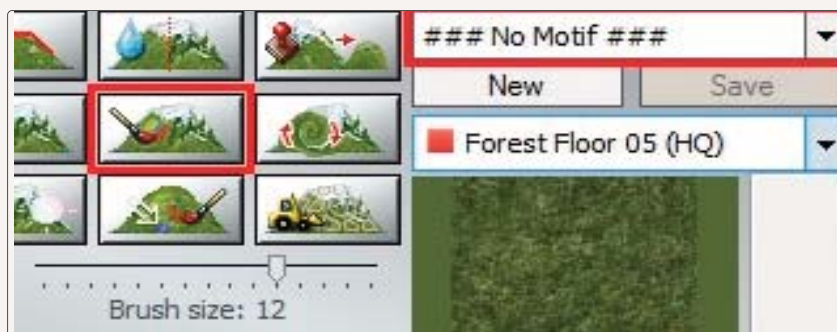 ### No Motif ###
New Save
Forest Floor 05 (HQ)
Brush size: 12